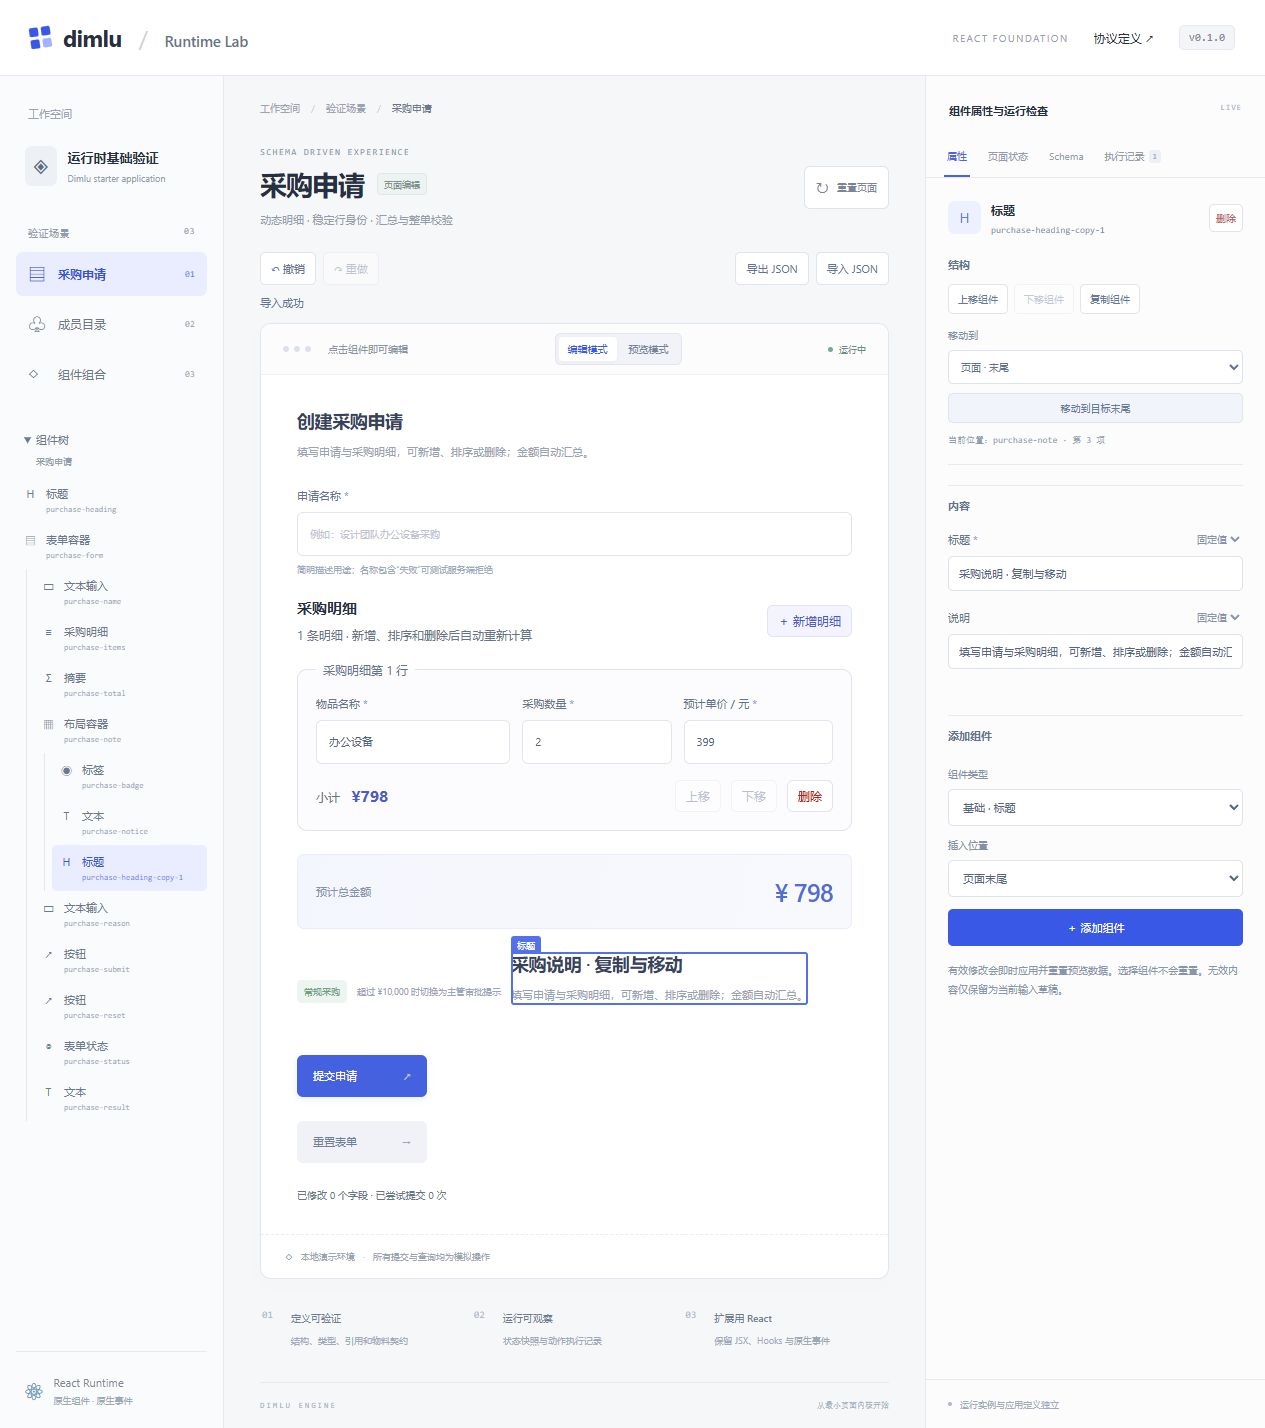 dimlu / Runtime Lab
REACT FOUNDATION
协议定义 ↗
v0.1.0
工作空间
运行时基础验证
Dimlu starter application
验证场景 03
采购申请 01
成员目录 02
组件组合 03
▼ 组件树
采购申请
H 标题
purchase-heading
表单容器
purchase-form
文本输入
purchase-name
采购明细
purchase-items
Σ 摘要
purchase-total
布局容器
purchase-note
标签
purchase-badge
T 文本
purchase-notice
H 标题
purchase-heading-copy-1
文本输入
purchase-reason
↗ 按钮
purchase-submit
↗ 按钮
purchase-reset
表单状态
purchase-status
T 文本
purchase-result
React Runtime
原生组件 · 原生事件
工作空间 / 验证场景 / 采购申请
SCHEMA DRIVEN EXPERIENCE
采购申请 页面编辑
动态明细 · 稳定行身份 · 汇总与整单校验
↻ 重置页面
↶ 撤销
↷ 重做
导出 JSON
导入 JSON
导入成功
点击组件即可编辑
编辑模式
预览模式
运行中
创建采购申请
填写申请与采购明细，可新增、排序或删除；金额自动汇总。
申请名称 *
例如：设计团队办公设备采购
简明描述用途；名称包含“失败”可测试服务端拒绝
采购明细
1 条明细 · 新增、排序和删除后自动重新计算
+ 新增明细
采购明细第 1 行
物品名称 *
采购数量 *
预计单价 / 元 *
办公设备
2
399
小计 ¥798
上移
下移
删除
预计总金额
¥ 798
标题
采购说明 · 复制与移动
常规采购
超过 ¥10,000 时切换为主管审批提示
填写申请与采购明细，可新增、排序或删除；金额自动汇总。
提交申请 ↗
重置表单 →
已修改 0 个字段 · 已尝试提交 0 次
本地演示环境 · 所有提交与查询均为模拟操作
01 定义可验证
结构、类型、引用和物料契约
02 运行可观察
状态快照与动作执行记录
03 扩展用 React
保留 JSX、Hooks 与原生事件
DIMLU ENGINE
从最小页面内核开始
组件属性与运行检查
LIVE
属性
页面状态
Schema
执行记录 1
H 标题
purchase-heading-copy-1
删除
结构
上移组件
下移组件
复制组件
移动到
页面 · 末尾
移动到目标末尾
当前位置：purchase-note · 第 3 项
内容
标题 * 固定值
采购说明 · 复制与移动
说明 固定值
填写申请与采购明细，可新增、排序或删除；金额自动汇
添加组件
组件类型
基础 · 标题
插入位置
页面末尾
+ 添加组件
有效修改会即时应用并重置预览数据。选择组件不会重置。无效内
容仅保留为当前输入草稿。
运行实例与应用定义独立